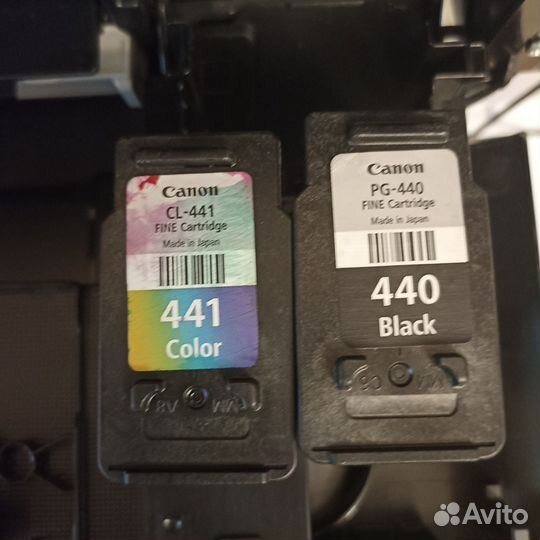 Canon
CL-441
FINE Cartridge
Made in Japan
441
Color
Canon
PG-440
FINE Cartridge
Made in Japan
440
Black
Avito